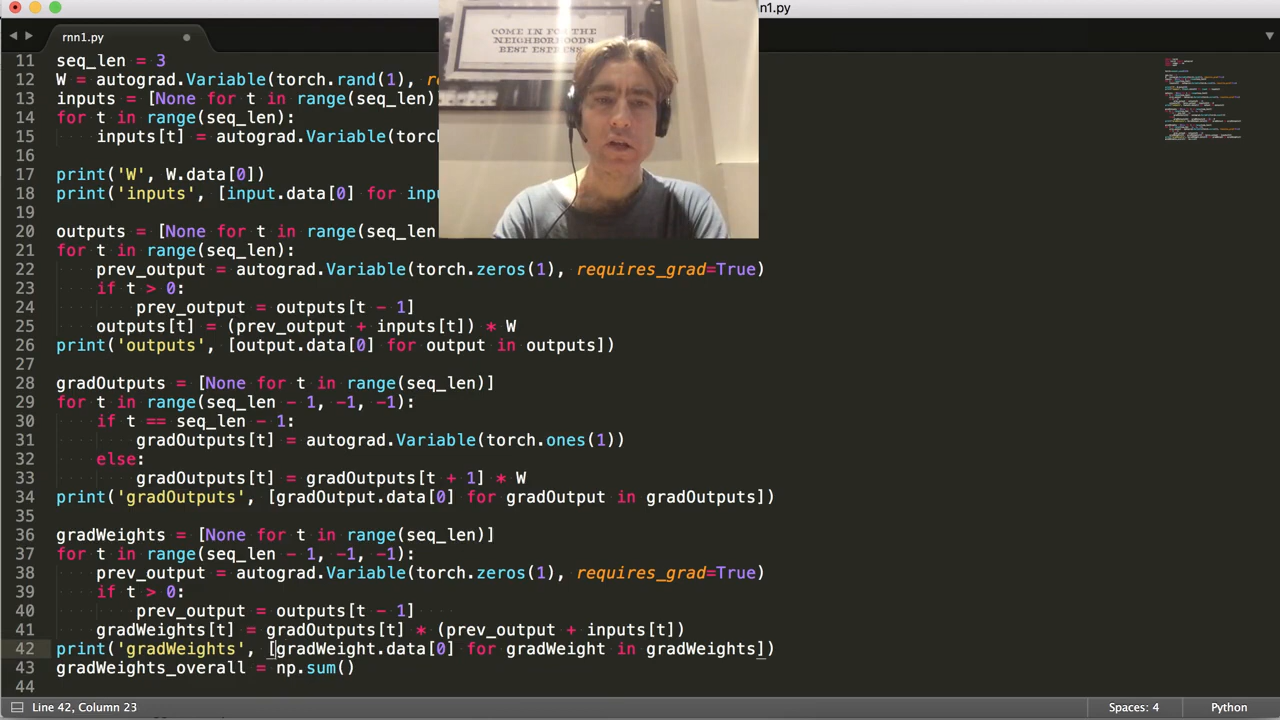 rnn1.py
nn1.py
COME IN FOR THE
NEIGHBORHOOD'S
BEST ESPRES
11 seq_len = 3
12 W = autograd.Variable(torch.rand(1), re
13 inputs = [None for t in range(seq_len)
14 for t in range(seq_len):
15 inputs[t] = autograd.Variable(torc
16
17 print('W', W.data[0])
18 print('inputs', [input.data[0] for inpu
19
20 outputs = [None for t in range(seq_len
21 for t in range(seq_len):
22 prev_output = autograd.Variable(torch.zeros(1), requires_grad=True)
23 if t > 0:
24 prev_output = outputs[t - 1]
25 outputs[t] = (prev_output + inputs[t]) * W
26 print('outputs', [output.data[0] for output in outputs])
27
28 gradOutputs = [None for t in range(seq_len)]
29 for t in range(seq_len - 1, -1, -1):
30 if t == seq_len - 1:
31 gradOutputs[t] = autograd.Variable(torch.ones(1))
32 else:
33 gradOutputs[t] = gradOutputs[t + 1] * W
34 print('gradOutputs', [gradOutput.data[0] for gradOutput in gradOutputs])
35
36 gradWeights = [None for t in range(seq_len)]
37 for t in range(seq_len - 1, -1, -1):
38 prev_output = autograd.Variable(torch.zeros(1), requires_grad=True)
39 if t > 0:
40 prev_output = outputs[t - 1]
41 gradWeights[t] = gradOutputs[t] * (prev_output + inputs[t])
42 print('gradWeights', [gradWeight.data[0] for gradWeight in gradWeights])
43 gradWeights_overall = np.sum()
44
Line 42, Column 23
Spaces: 4
Python